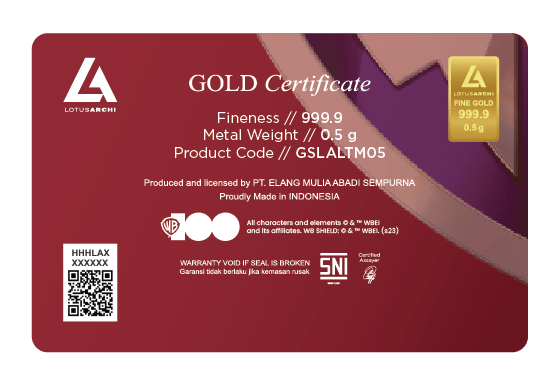 LOTUSARCHI
GOLD Certificate
LOTUSARCHI
FINE GOLD
999.9
0.5 g
Fineness // 999.9
Metal Weight // 0.5 g
Product Code // GSLALTM05
Produced and licensed by PT. ELANG MULIA ABADI SEMPURNA
Proudly Made in INDONESIA
WB 100
All characters and elements © & ™ WBEI
and its affiliates. WB SHIELD: © & ™ WBEI. (s23)
HHHLAX
XXXXXX
WARRANTY VOID IF SEAL IS BROKEN
Garansi tidak berlaku jika kemasan rusak
SNI
Certified
Assayer